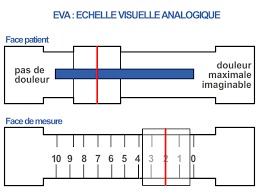 EVA : ECHELLE VISUELLE ANALOGIQUE
Face patient
pas de
douleur
douleur
maximale
imaginable
Face de mesure
10 9 8 7 6 5 4 3 2 1 0